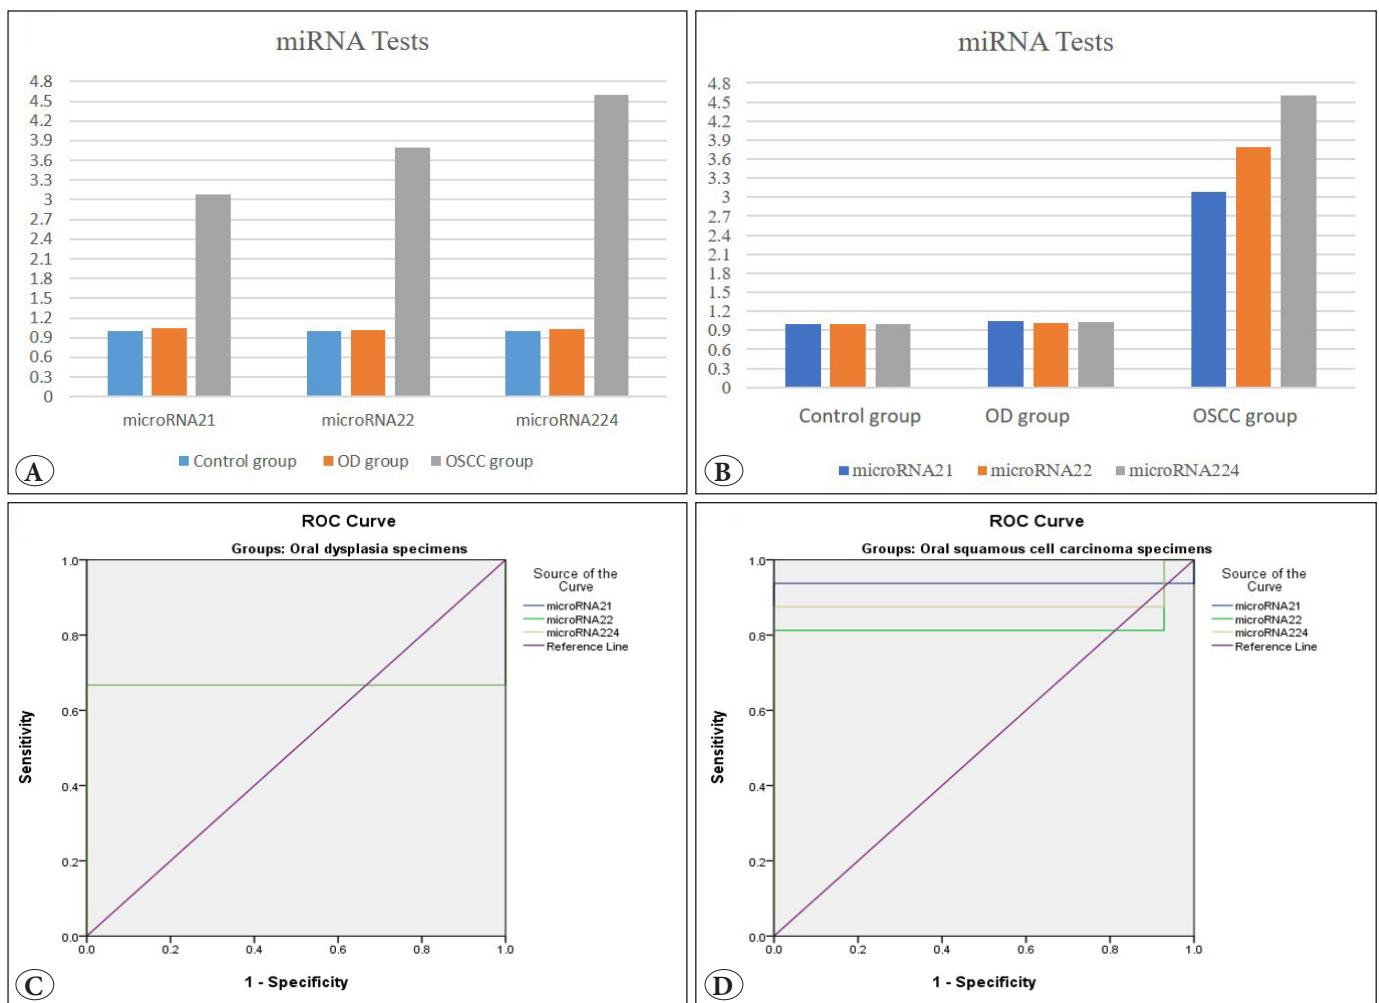 miRNA Tests
4.8
4.5
4.2
3.9
3.6
3.3
3
2.7
2.4
2.1
1.8
1.5
1.2
0.9
0.6
0.3
0
microRNA21 microRNA22 microRNA224
Control group OD group OSCC group
A
miRNA Tests
4.8
4.5
4.2
3.9
3.6
3.3
3
2.7
2.4
2.1
1.8
1.5
1.2
0.9
0.6
0.3
0
Control group OD group OSCC group
microRNA21 microRNA22 microRNA224
B
ROC Curve
Groups: Oral dysplasia specimens
Sensitivity
1.0
0.8
0.6
0.4
0.2
0.0
0.0 0.2 0.4 0.6 0.8 1.0
1 - Specificity
Source of the
Curve
microRNA21
microRNA22
microRNA224
Reference Line
C
ROC Curve
Groups: Oral squamous cell carcinoma specimens
Sensitivity
1.0
0.8
0.6
0.4
0.2
0.0
0.0 0.2 0.4 0.6 0.8 1.0
1 - Specificity
Source of the
Curve
microRNA21
microRNA22
microRNA224
Reference Line
D